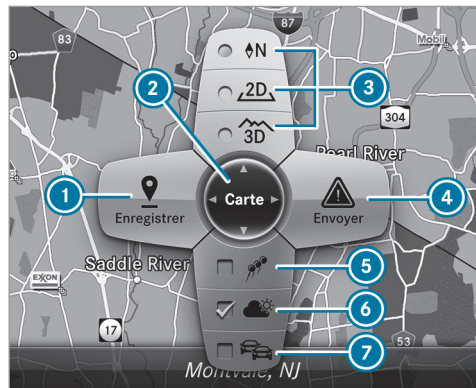 87
83
Mobil
N
2
2D
3
3D
304
Pearl River
1
Enregistrer
Carte
Envoyer
4
Saddle River
5
EXXON
6
17
53
7
Montvale, NJ